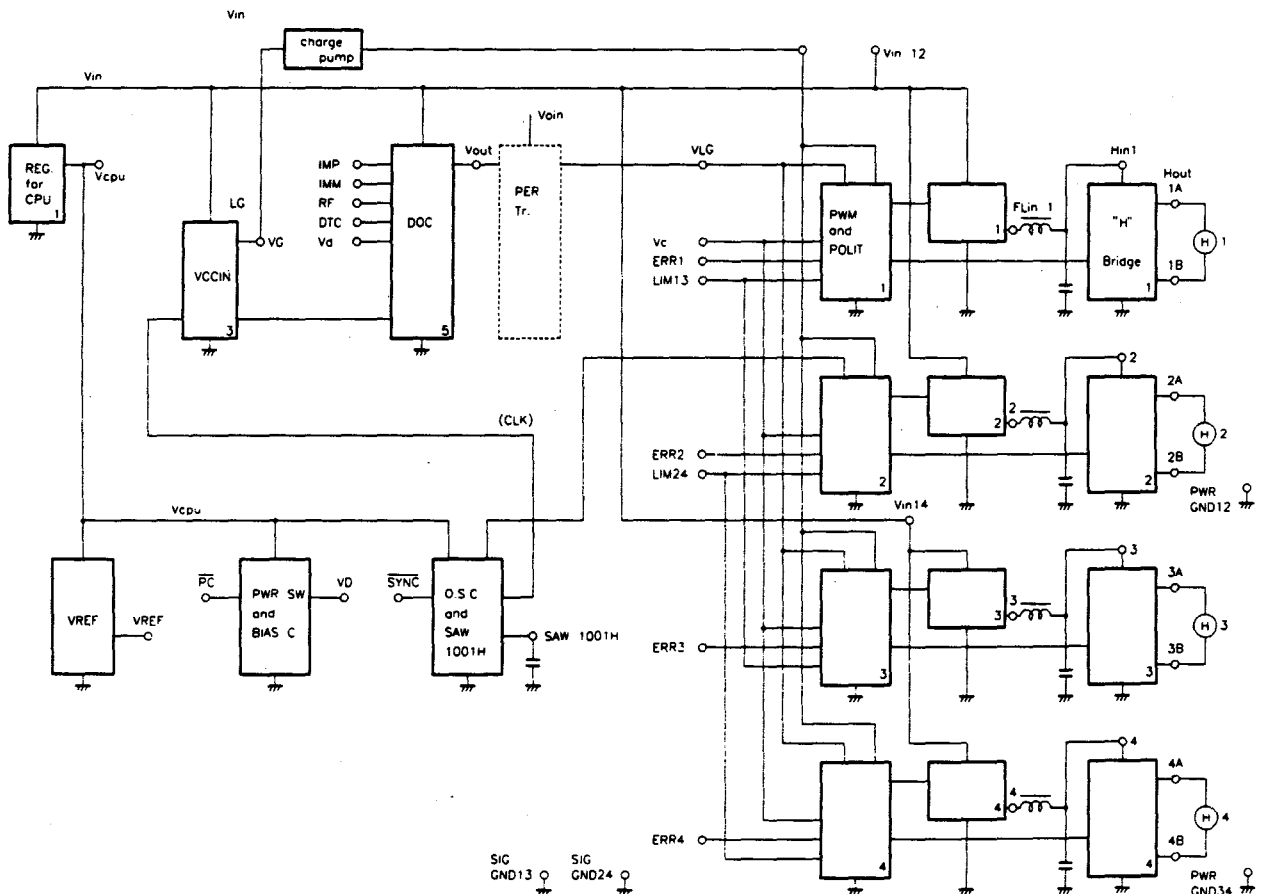 Vin
charge
pump
Vin 12
Vin
Voin
REG.
for
CPU
1
Vcpu
LG
VG
VCCIN
3
IMP
IMM
RF
DTC
Vd
DOC
5
Vout
PER
Tr.
VLG
Vc
ERR1
LIM13
PWM
and
POLIT
1
1
FLin 1
Hin1
"H"
Bridge
1
Hout
1A
H 1
1B
(CLK)
ERR2
LIM24
2
2
2
2
2
2A
H 2
2B
PWR
GND12
Vcpu
Vin14
VREF
VREF
PC
PWR SW
and
BIAS C
VD
SYNC
O.S.C
and
SAW
1001H
SAW 1001H
ERR3
3
3
3
3
3
3A
H 3
3B
ERR4
4
4
4
4
4
4A
H 4
4B
SIG
GND13
SIG
GND24
PWR
GND34